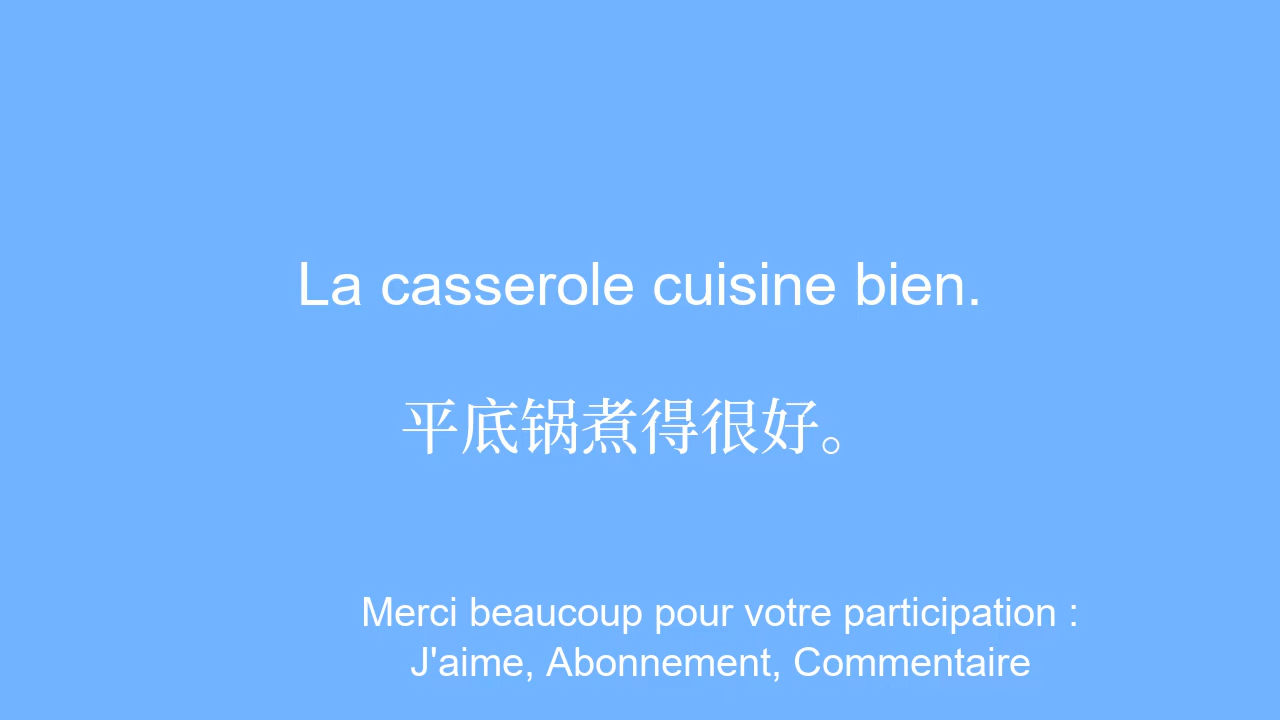 La casserole cuisine bien.
平底锅煮得很好。
Merci beaucoup pour votre participation :
J'aime, Abonnement, Commentaire